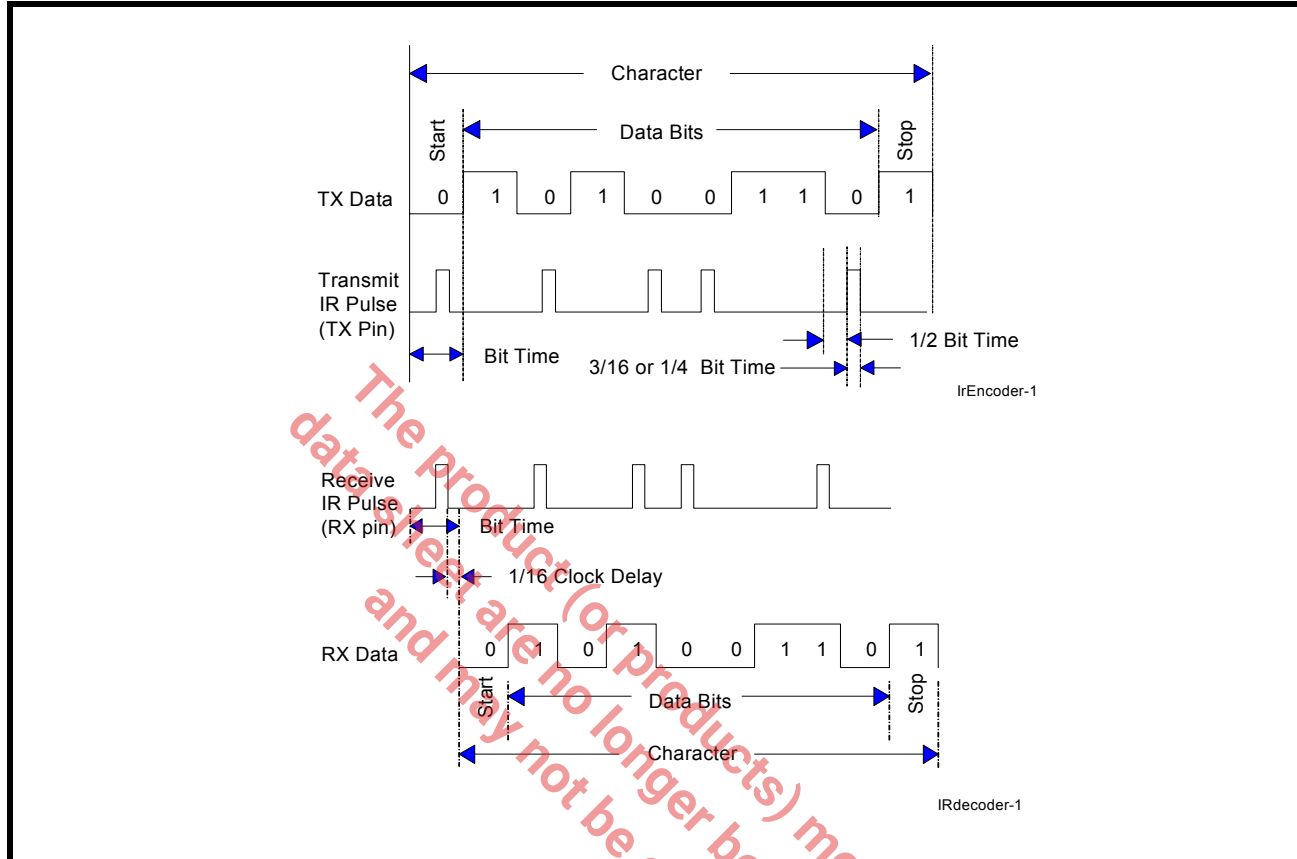 Character
Start
Data Bits
Stop
TX Data
0 1 0 1 0 0 1 1 0 1
Transmit
IR Pulse
(TX Pin)
Bit Time
1/2 Bit Time
3/16 or 1/4 Bit Time
IrEncoder-1
Receive
IR Pulse
(RX pin)
Bit Time
1/16 Clock Delay
RX Data
0 1 0 1 0 0 1 1 0 1
Start
Data Bits
Stop
Character
IRdecoder-1
The product (or products) me
data sheet are no longer be
and may not be